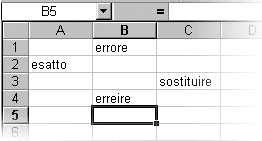 B5 =
A B C D
1 errore
2 esatto
3 sostituire
4 erreire
5
6